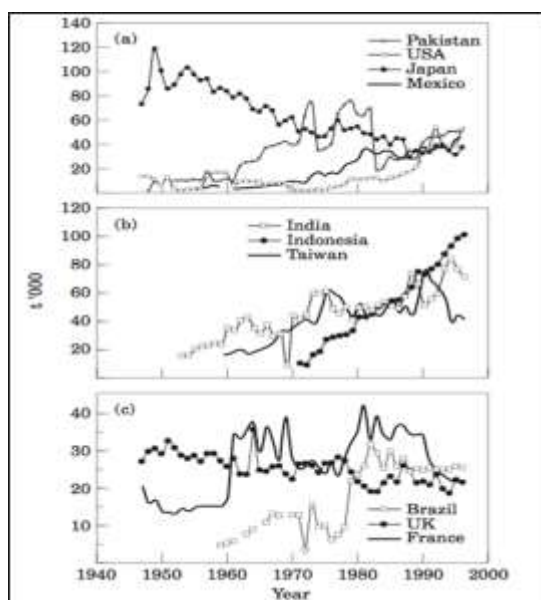 140
(a)
Pakistan
USA
Japan
Mexico
120
100
80
60
40
20
120
(b)
India
Indonesia
Taiwan
100
80
60
40
20
1 '000
(c)
40
30
20
10
Brazil
UK
France
1940 1950 1960 1970 1980 1990 2000
Year